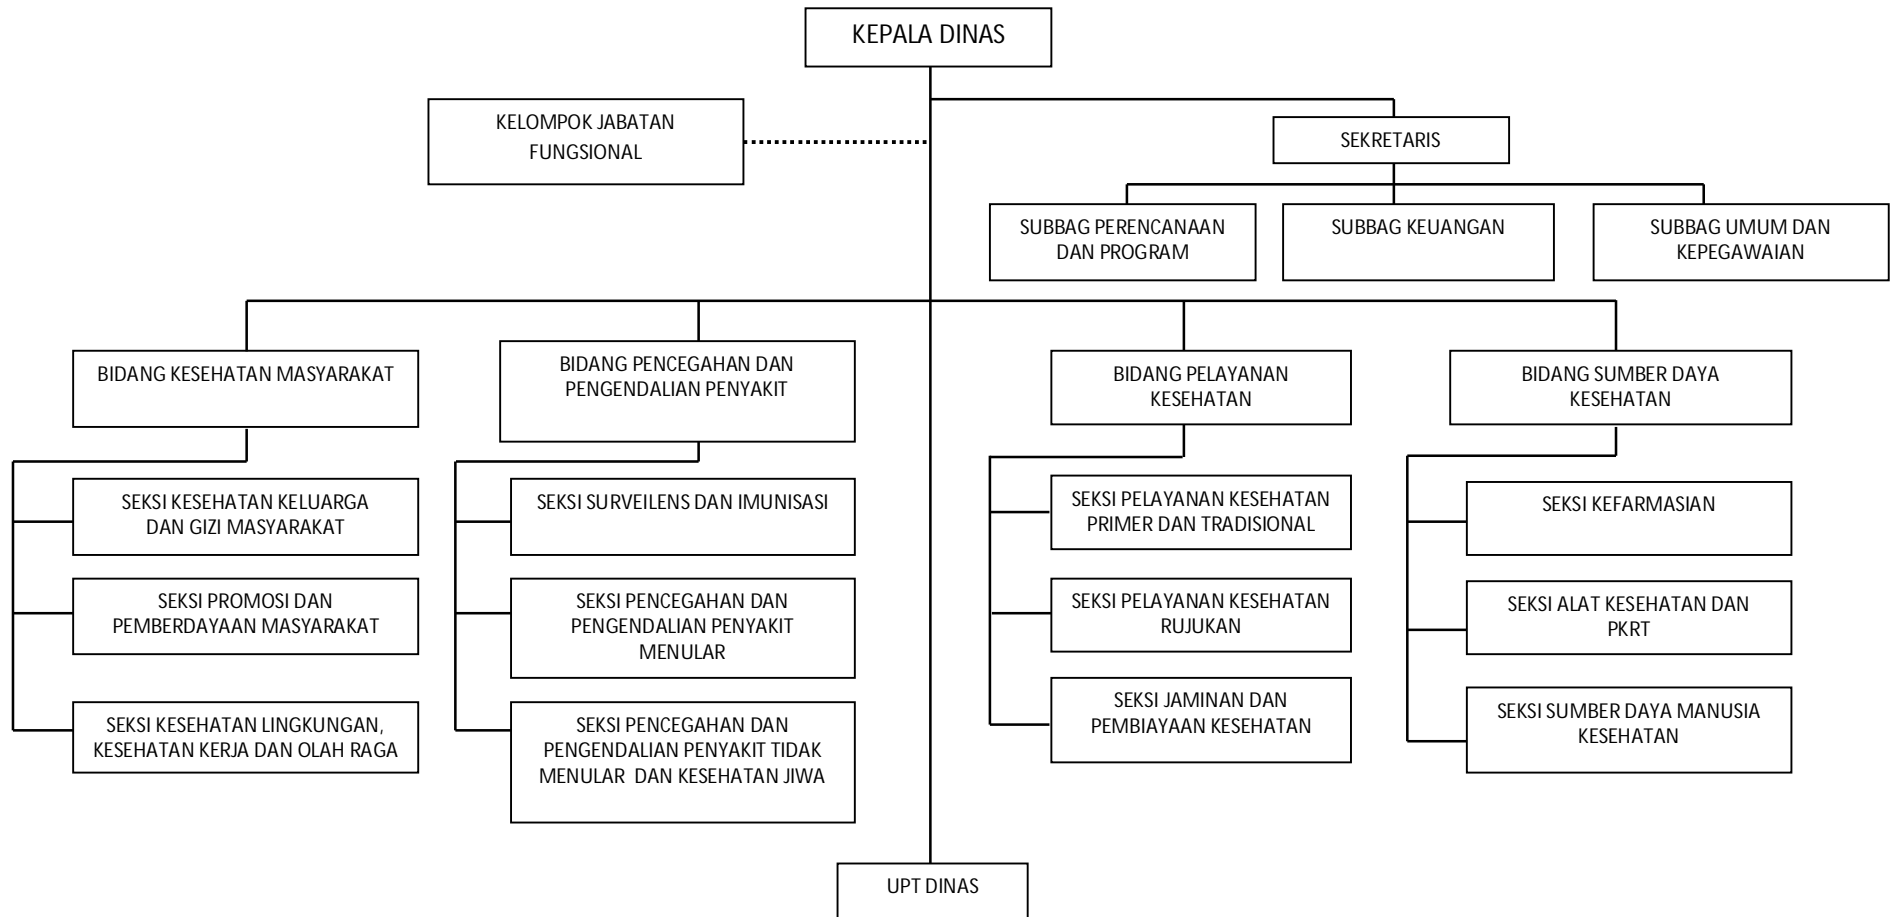 KEPALA DINAS
KELOMPOK JABATAN
FUNGSIONAL
SEKRETARIS
SUBBAG PERENCANAAN
DAN PROGRAM
SUBBAG KEUANGAN
SUBBAG UMUM DAN
KEPEGAWAIAN
BIDANG KESEHATAN MASYARAKAT
BIDANG PENCEGAHAN DAN
PENGENDALIAN PENYAKIT
BIDANG PELAYANAN
KESEHATAN
BIDANG SUMBER DAYA
KESEHATAN
SEKSI KESEHATAN KELUARGA
DAN GIZI MASYARAKAT
SEKSI SURVEILENS DAN IMUNISASI
SEKSI PELAYANAN KESEHATAN
PRIMER DAN TRADISIONAL
SEKSI KEFARMASIAN
SEKSI PROMOSI DAN
PEMBERDAYAAN MASYARAKAT
SEKSI PENCEGAHAN DAN
PENGENDALIAN PENYAKIT
MENULAR
SEKSI PELAYANAN KESEHATAN
RUJUKAN
SEKSI ALAT KESEHATAN DAN
PKRT
SEKSI KESEHATAN LINGKUNGAN,
KESEHATAN KERJA DAN OLAH RAGA
SEKSI PENCEGAHAN DAN
PENGENDALIAN PENYAKIT TIDAK
MENULAR DAN KESEHATAN JIWA
SEKSI JAMINAN DAN
PEMBIAYAAN KESEHATAN
SEKSI SUMBER DAYA MANUSIA
KESEHATAN
UPT DINAS